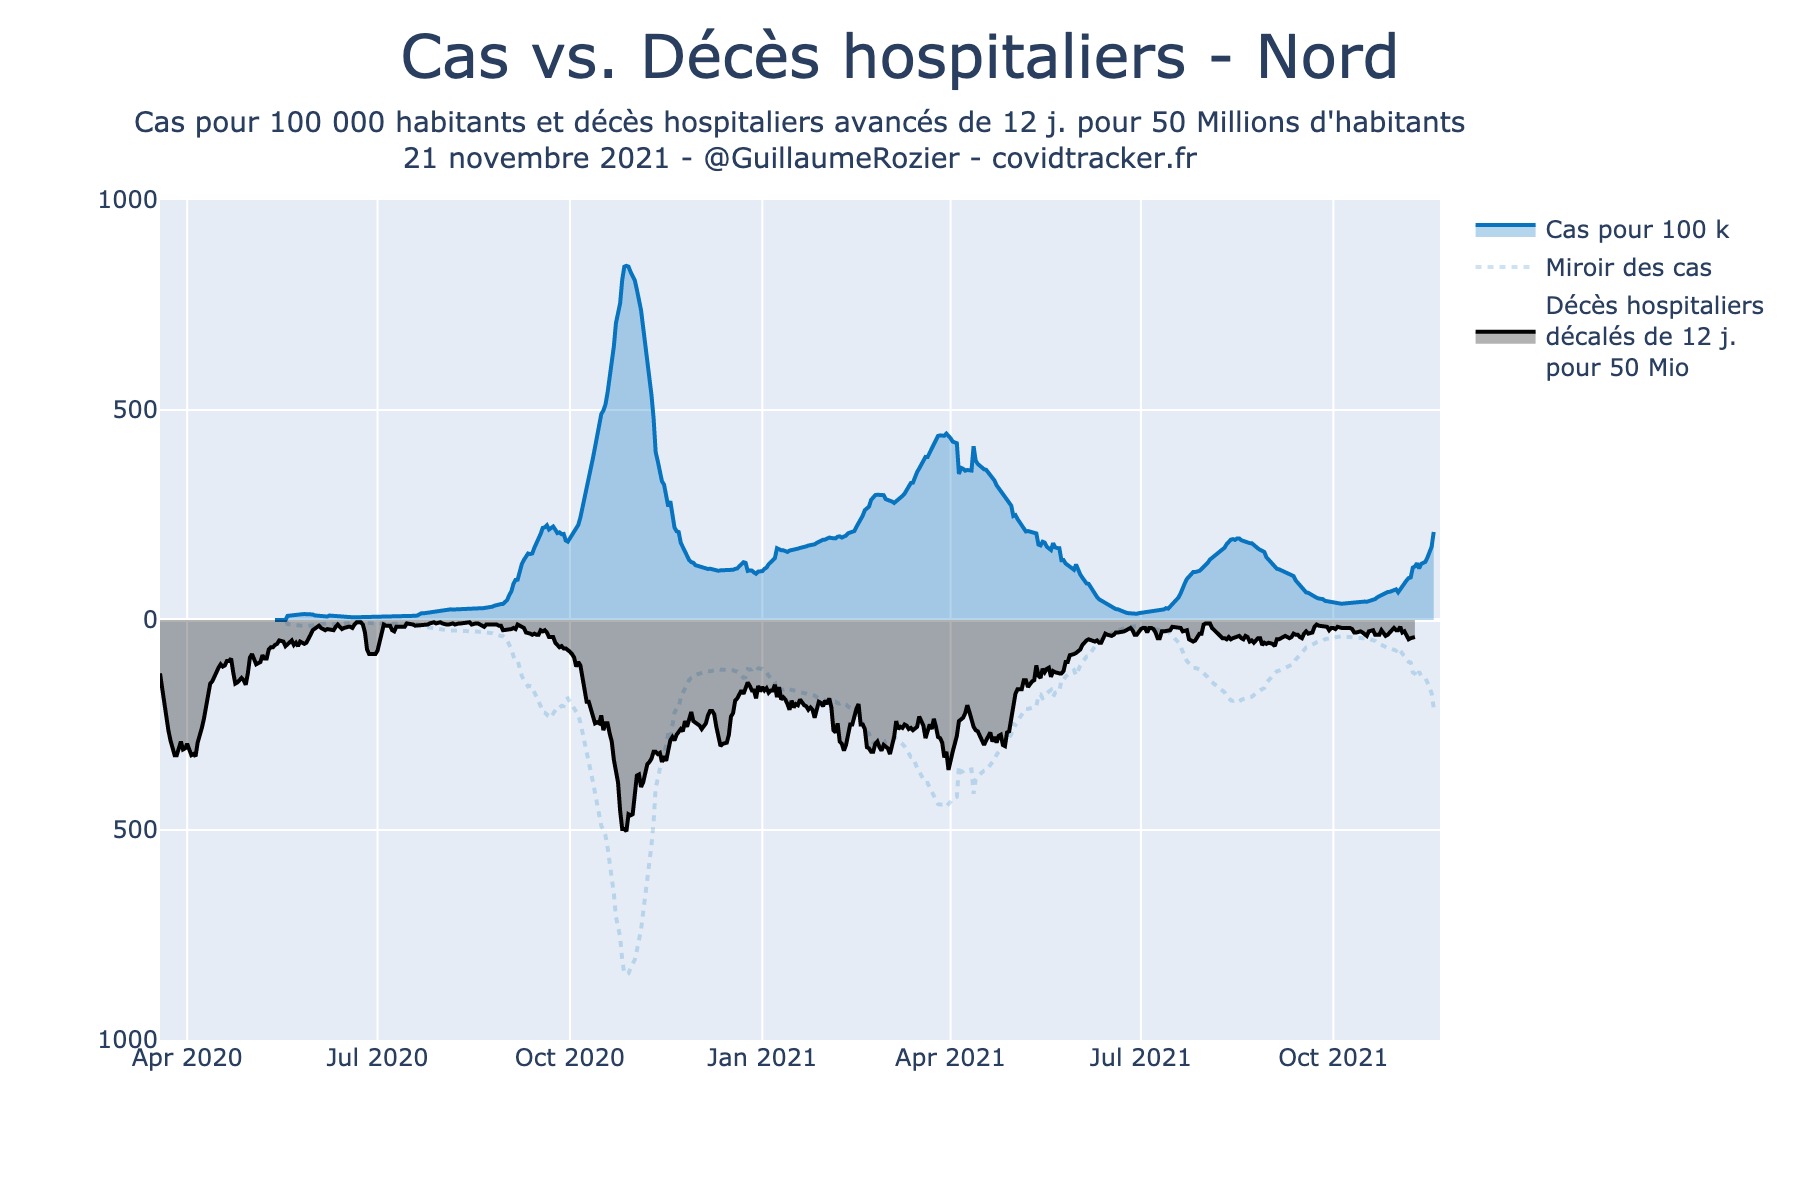 Cas vs. Décès hospitaliers - Nord
Cas pour 100 000 habitants et décès hospitaliers avancés de 12 j. pour 50 Millions d'habitants
21 novembre 2021 - @GuillaumeRozier - covidtracker.fr
1000
500
0
500
1000
Apr 2020
Jul 2020
Oct 2020
Jan 2021
Apr 2021
Jul 2021
Oct 2021
Cas pour 100 k
Miroir des cas
Décès hospitaliers
décalés de 12 j.
pour 50 Mio